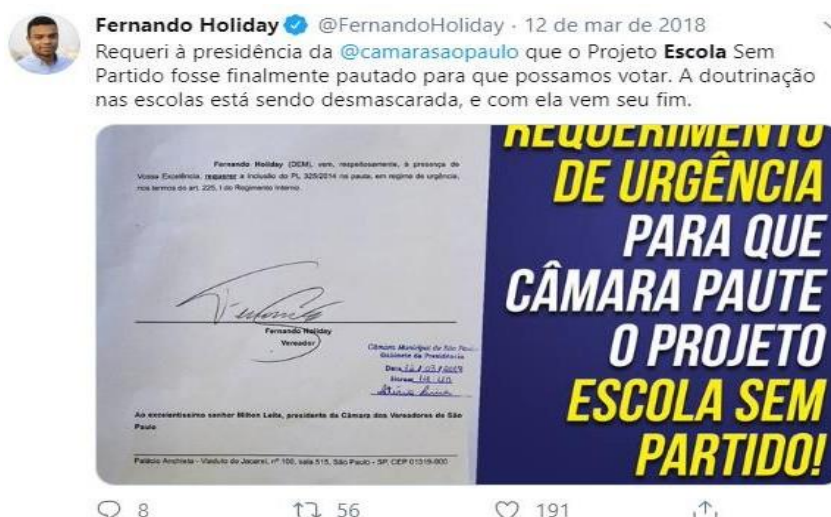 Fernando Holiday @FernandoHoliday · 12 de mar de 2018
Requeri à presidência da @camarasaopaulo que o Projeto Escola Sem
Partido fosse finalmente pautado para que possamos votar. A doutrinação
nas escolas está sendo desmascarada, e com ela vem seu fim.
Fernando Holiday (DEM), vem, respeitosamente, à presença de
Vossa Excelência, requerer a inclusão do PL 325/2014 na pauta, em regime de urgência,
nos termos do art. 225, I do Regimento Interno.
Fernando Holiday
Vereador
Câmara Municipal de São Pau
Gabinete da Presidência
Data
Ao excelentíssimo senhor Milton Leite, presidente da Câmara dos Vereadores de São
Paulo
Palácio Anchieta - Viaduto do Jacareí, nº 100, sala 515, São Paulo - SP, CEP 01319-900
REQUERIMENTO
DE URGÊNCIA
PARA QUE
CÂMARA PAUTE
O PROJETO
ESCOLA SEM
PARTIDO!
8 56 191